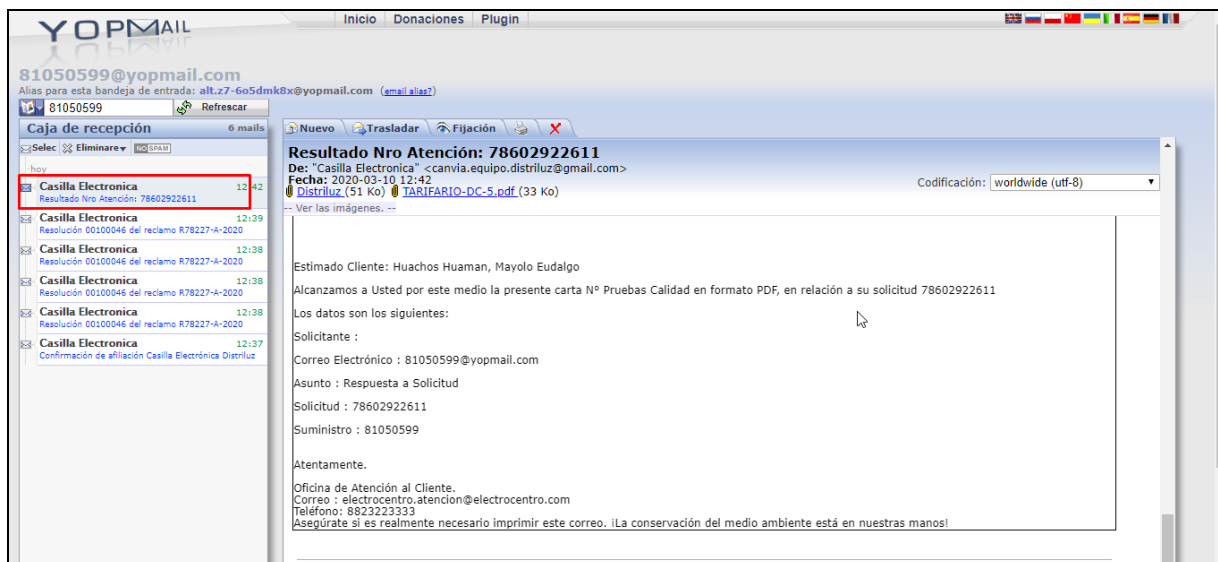 YOPMAIL
Inicio Donaciones Plugin
81050599@yopmail.com
Alias para esta bandeja de entrada: alt.z7-6o5dmk8x@yopmail.com (email alias?)
81050599 Refrescar
Caja de recepción 6 mails
Selec Eliminare NO SPAM
hoy
Casilla Electronica 12:42
Resultado Nro Atención: 78602922611
Casilla Electronica 12:39
Resolución 00100046 del reclamo R78227-A-2020
Casilla Electronica 12:38
Resolución 00100046 del reclamo R78227-A-2020
Casilla Electronica 12:38
Resolución 00100046 del reclamo R78227-A-2020
Casilla Electronica 12:38
Resolución 00100046 del reclamo R78227-A-2020
Casilla Electronica 12:37
Confirmación de afiliación Casilla Electrónica Distriluz
Nuevo Trasladar Fijación
Resultado Nro Atención: 78602922611
De: "Casilla Electronica" <canvia.equipo.distriluz@gmail.com>
Fecha: 2020-03-10 12:42
Distriluz (51 Ko) TARIFARIO-DC-5.pdf (33 Ko)
Codificación: worldwide (utf-8)
-- Ver las imágenes. --
Estimado Cliente: Huachos Huaman, Mayolo Eudalgo
Alcanzamos a Usted por este medio la presente carta Nº Pruebas Calidad en formato PDF, en relación a su solicitud 78602922611
Los datos son los siguientes:
Solicitante :
Correo Electrónico : 81050599@yopmail.com
Asunto : Respuesta a Solicitud
Solicitud : 78602922611
Suministro : 81050599
Atentamente.
Oficina de Atención al Cliente.
Correo : electrocentro.atencion@electrocentro.com
Teléfono: 8823223333
Asegúrate si es realmente necesario imprimir este correo. ¡La conservación del medio ambiente está en nuestras manos!